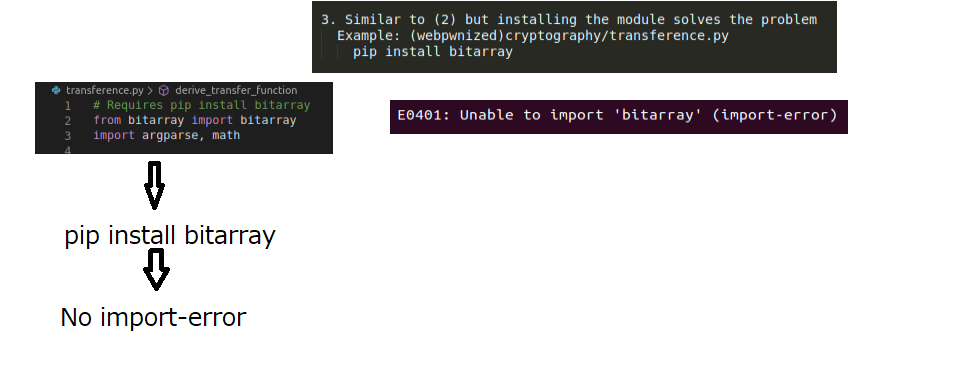 3. Similar to (2) but installing the module solves the problem
Example: (webpwnized)cryptography/transference.py
pip install bitarray
transference.py > derive_transfer_function
1 # Requires pip install bitarray
2 from bitarray import bitarray
3 import argparse, math
4
E0401: Unable to import 'bitarray' (import-error)
pip install bitarray
No import-error